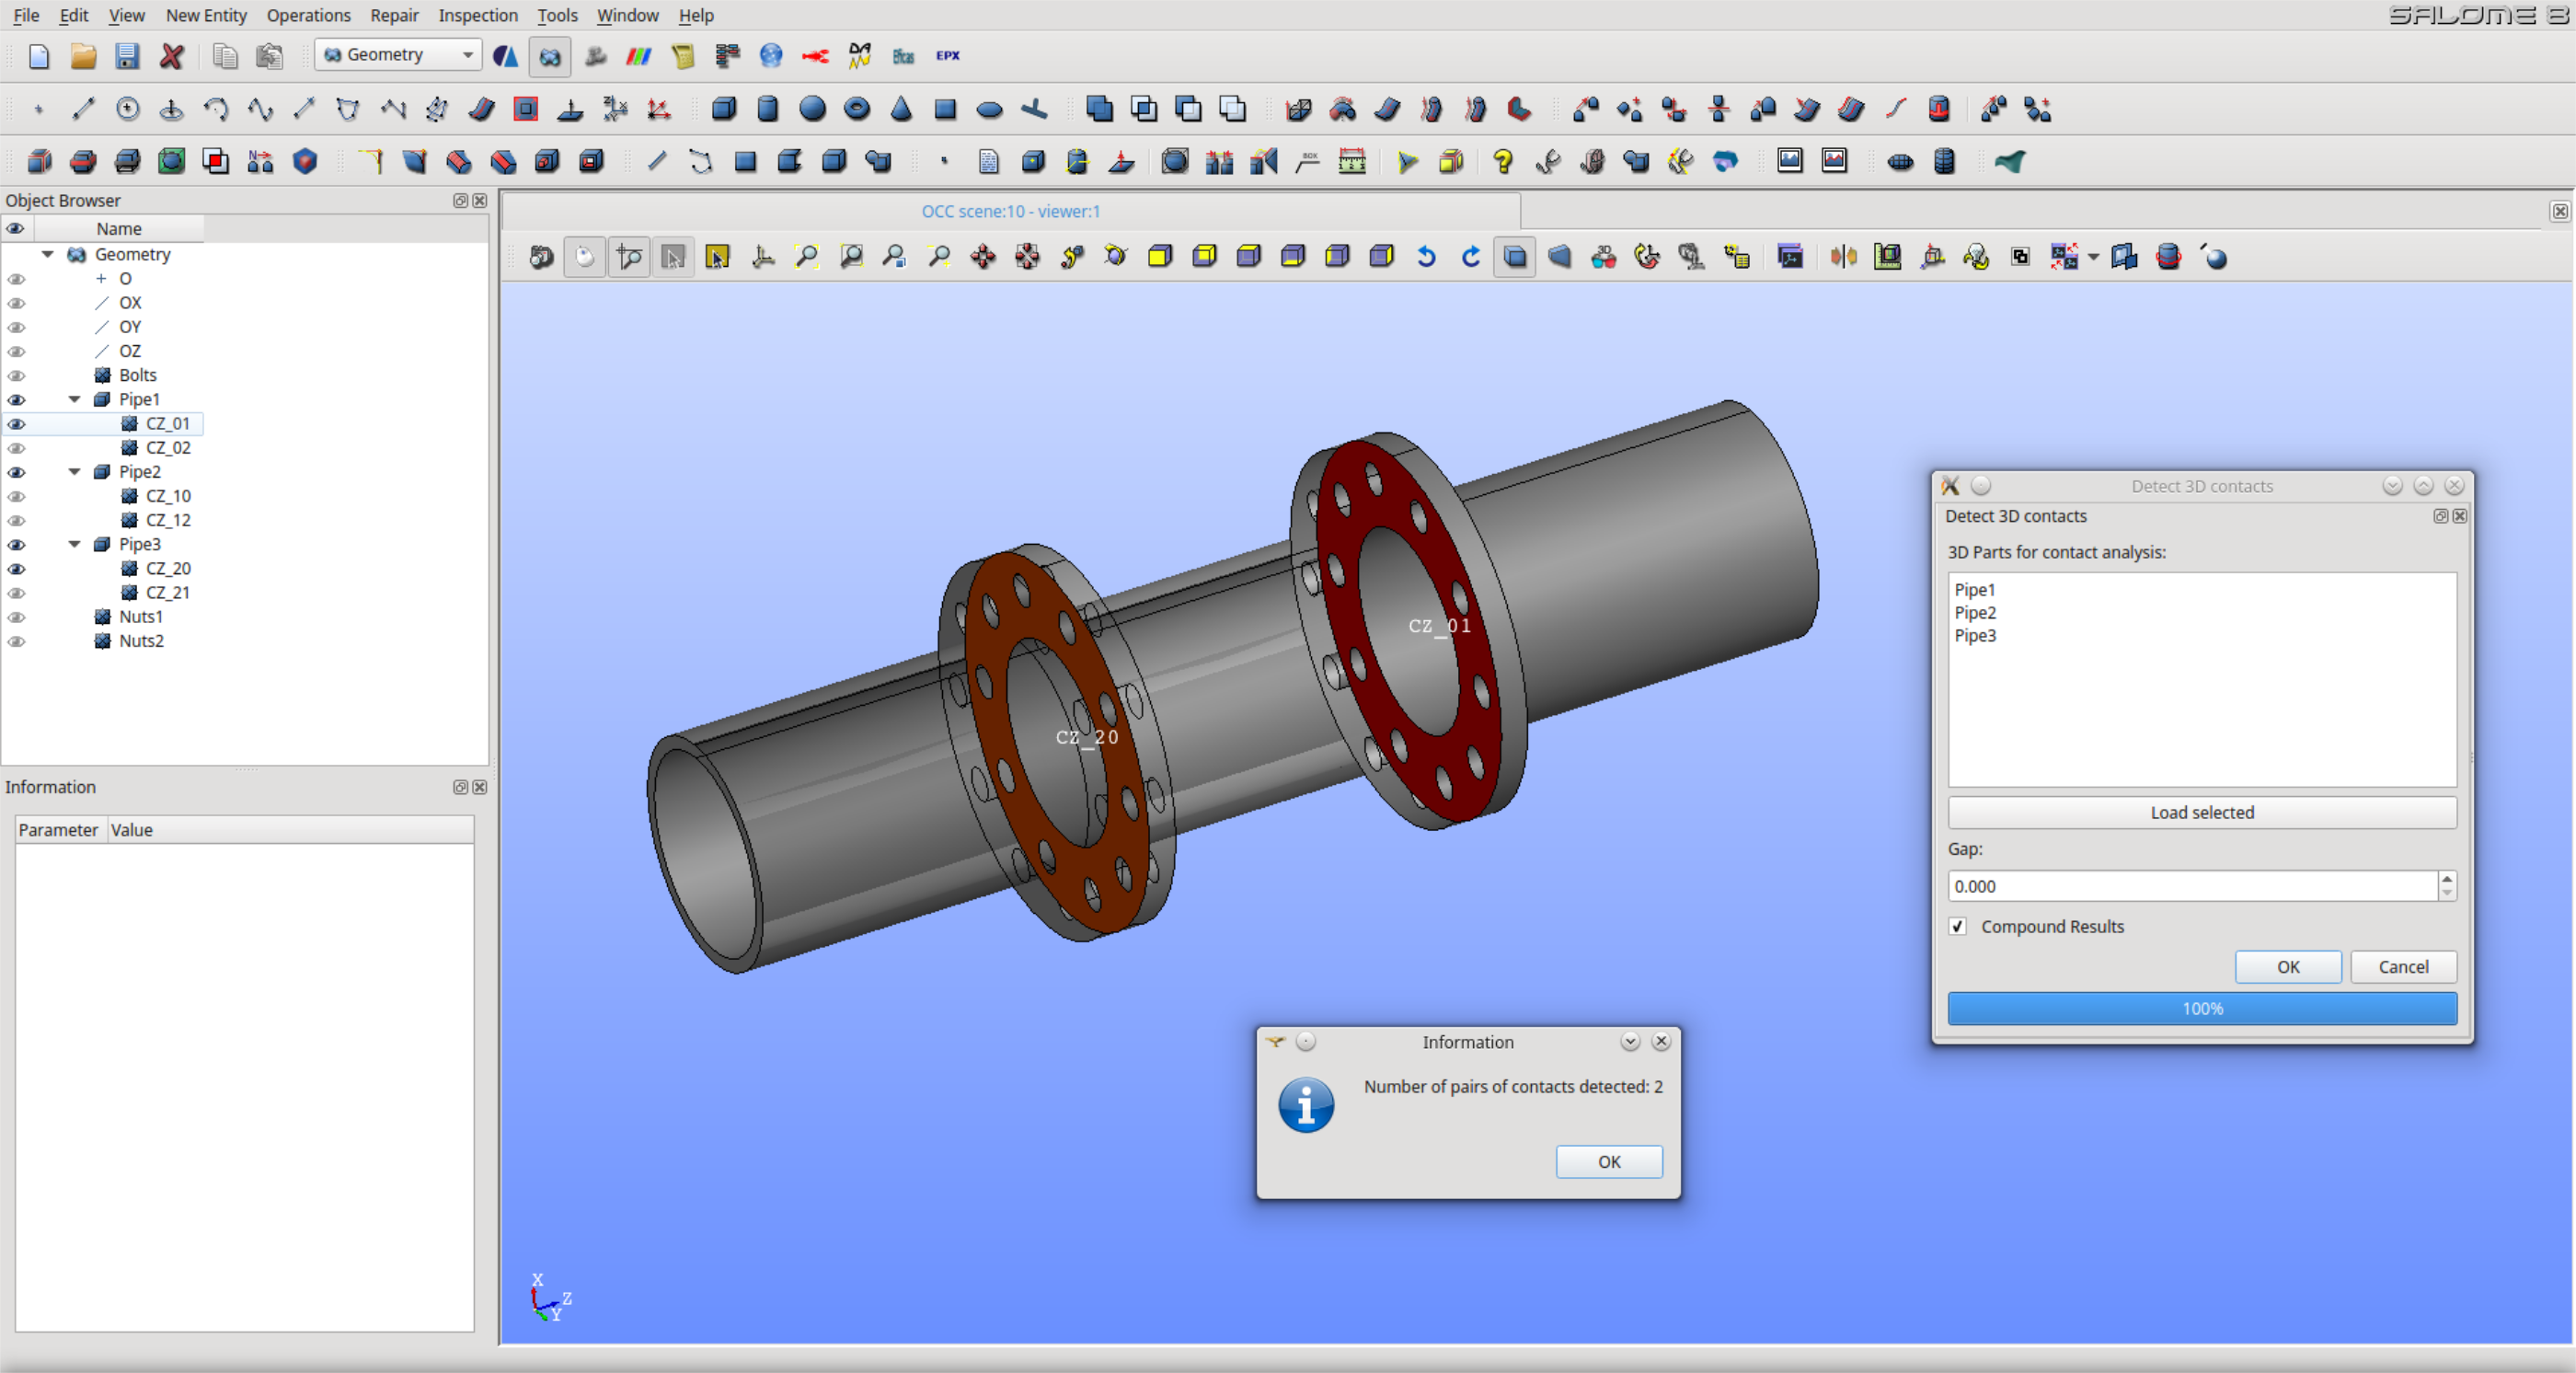 File Edit View New Entity Operations Repair Inspection Tools Window Help
SALOME 8
Geometry
Eficas
EPX
N
BOX
Object Browser
OCC scene:10 - viewer:1
Name
3D
Geometry
O
OX
OY
OZ
Bolts
Pipe1
CZ_01
CZ_02
Pipe2
CZ_10
CZ_12
Pipe3
CZ_20
CZ_21
Nuts1
Nuts2
Information
Parameter Value
CZ_01
CZ_20
X
Z
Y
Detect 3D contacts
Detect 3D contacts
3D Parts for contact analysis:
Pipe1
Pipe2
Pipe3
Load selected
Gap:
0.000
Compound Results
OK Cancel
100%
Information
Number of pairs of contacts detected: 2
OK